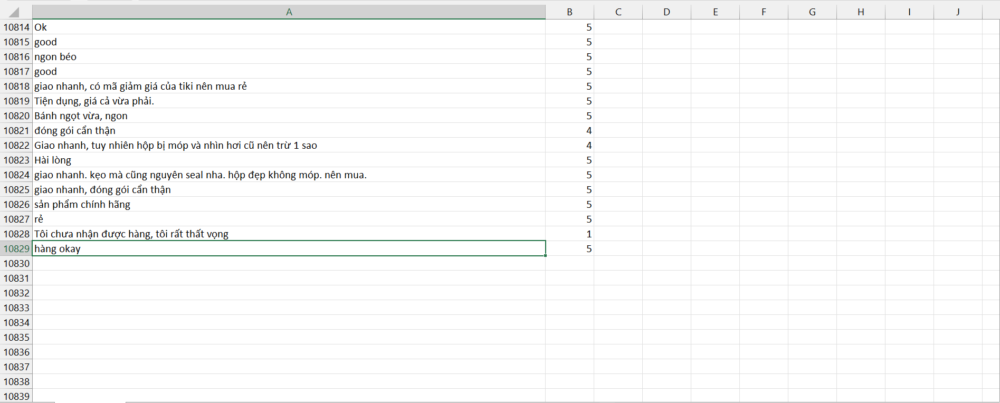 A B C D E F G H I J
10814 Ok 5
10815 good 5
10816 ngon béo 5
10817 good 5
10818 giao nhanh, có mã giảm giá của tiki nên mua rẻ 5
10819 Tiện dụng, giá cả vừa phải. 5
10820 Bánh ngọt vừa, ngon 5
10821 đóng gói cẩn thận 4
10822 Giao nhanh, tuy nhiên hộp bị móp và nhìn hơi cũ nên trừ 1 sao 4
10823 Hài lòng 5
10824 giao nhanh. kẹo mà cũng nguyên seal nha. hộp đẹp không móp. nên mua. 5
10825 giao nhanh, đóng gói cẩn thận 5
10826 sản phẩm chính hãng 5
10827 rẻ 5
10828 Tôi chưa nhận được hàng, tôi rất thất vọng 1
10829 hàng okay 5
10830
10831
10832
10833
10834
10835
10836
10837
10838
10839